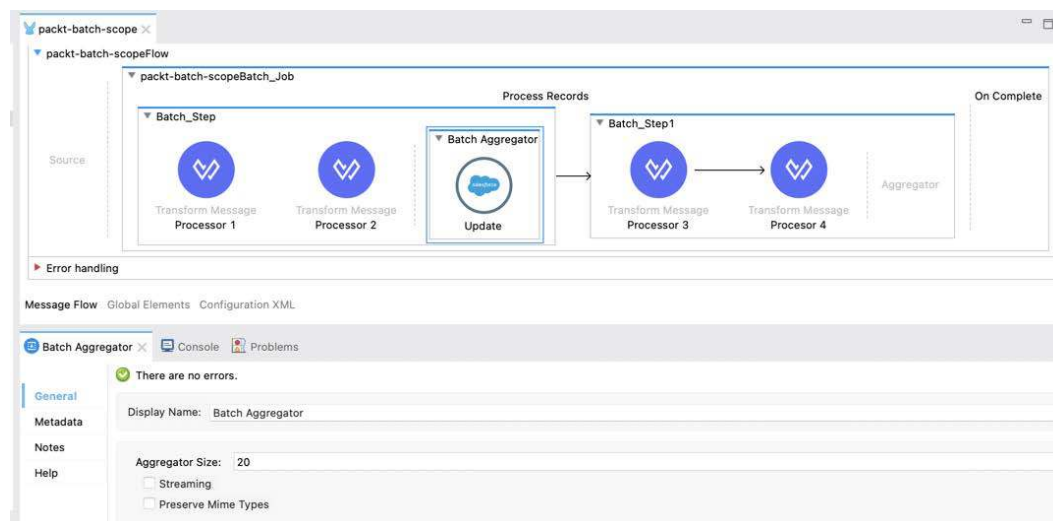 packt-batch-scope
packt-batch-scopeFlow
packt-batch-scopeBatch_Job
Process Records
On Complete
Batch_Step
Batch Aggregator
Batch_Step1
Source
Aggregator
Transform Message
Transform Message
Transform Message
Transform Message
Processor 1
Processor 2
Update
Processor 3
Procesor 4
Error handling
Message Flow Global Elements Configuration XML
Batch Aggregator Console Problems
There are no errors.
General
Display Name: Batch Aggregator
Metadata
Notes
Aggregator Size: 20
Help
Streaming
Preserve Mime Types